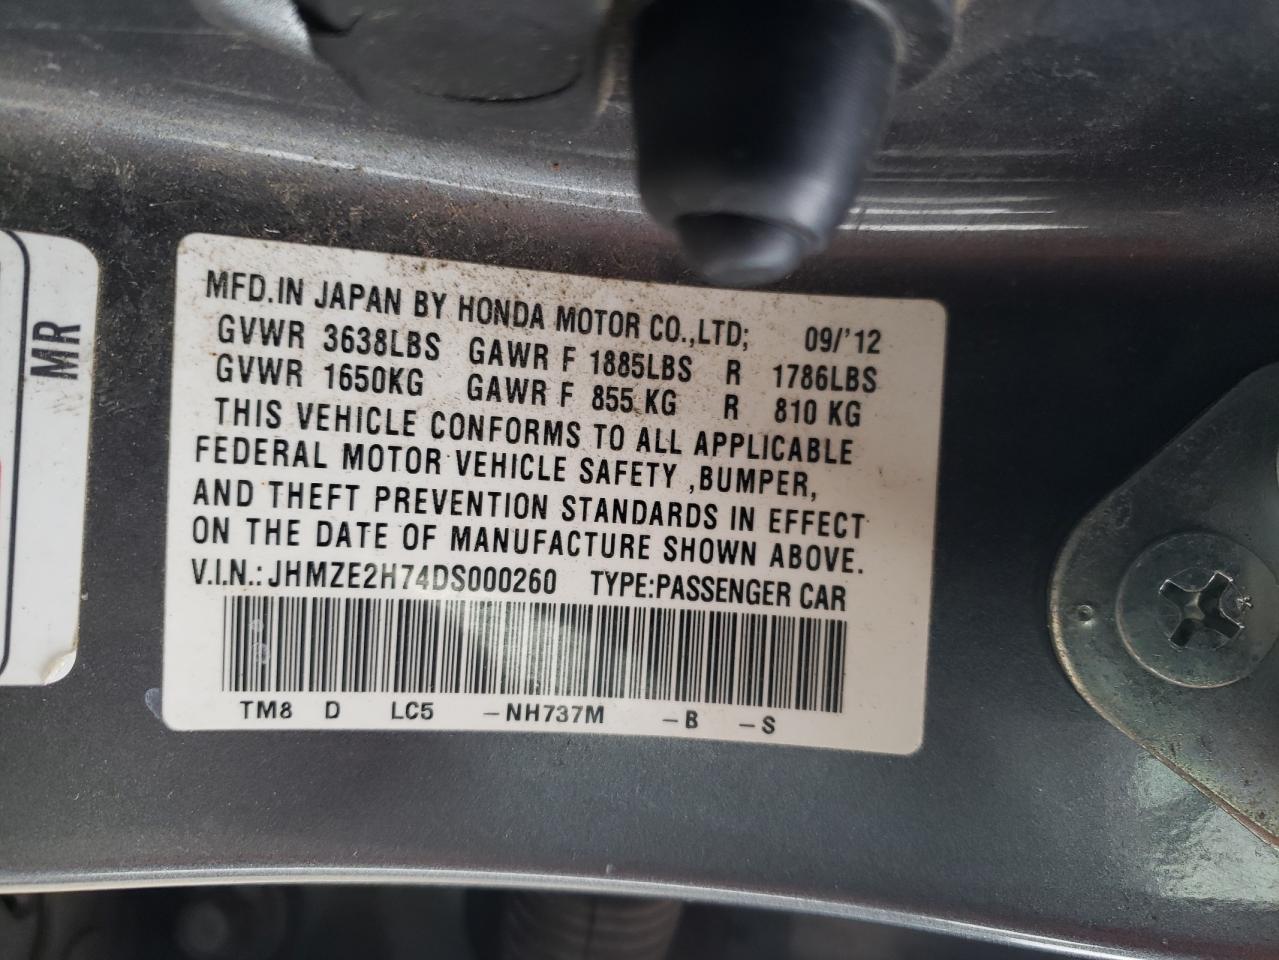 MFD.IN JAPAN BY HONDA MOTOR CO.,LTD; 09/'12
GVWR 3638LBS GAWR F 1885LBS R 1786LBS
GVWR 1650KG GAWR F 855 KG R 810 KG
THIS VEHICLE CONFORMS TO ALL APPLICABLE
FEDERAL MOTOR VEHICLE SAFETY ,BUMPER,
AND THEFT PREVENTION STANDARDS IN EFFECT
ON THE DATE OF MANUFACTURE SHOWN ABOVE.
V.I.N.: JHMZE2H74DS000260 TYPE:PASSENGER CAR
TM8 D LC5 –NH737M –B –S
MR